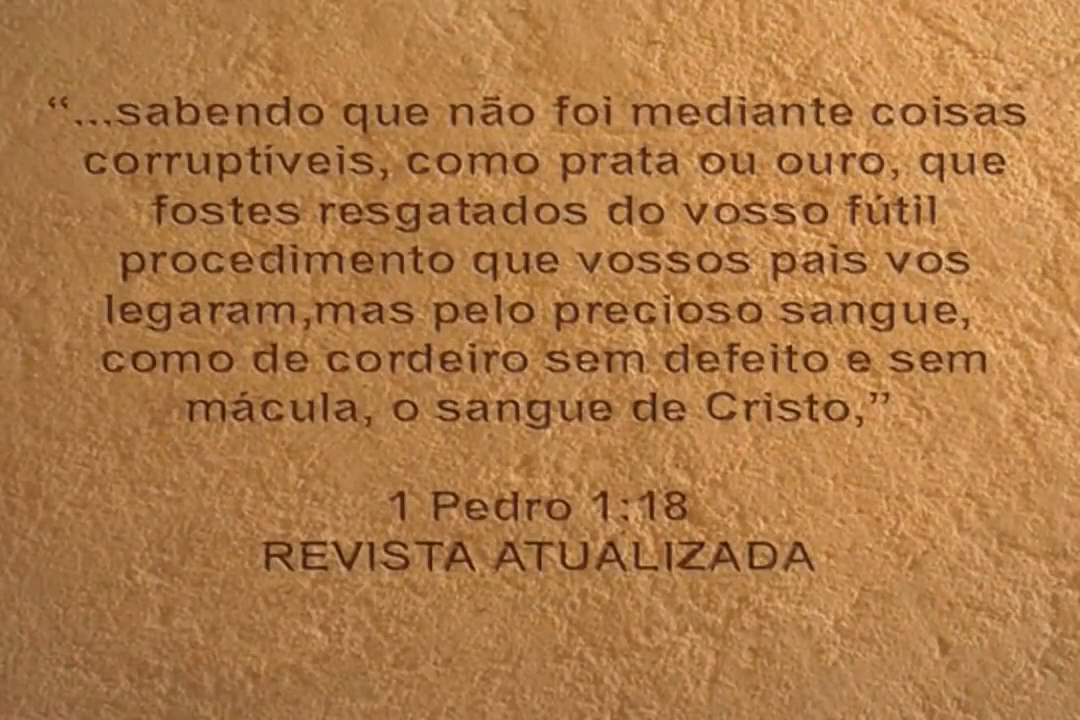 “...sabendo que não foi mediante coisas
corruptíveis, como prata ou ouro, que
fostes resgatados do vosso fútil
procedimento que vossos pais vos
legaram,mas pelo precioso sangue,
como de cordeiro sem defeito e sem
mácula, o sangue de Cristo,”
1 Pedro 1:18
REVISTA ATUALIZADA